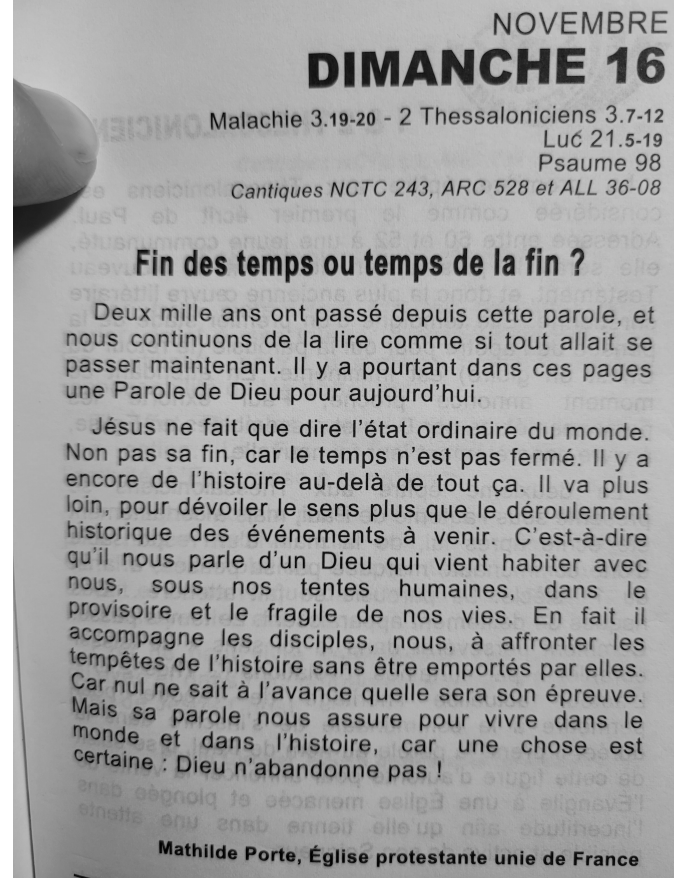 NOVEMBRE
DIMANCHE 16
Malachie 3.19-20 - 2 Thessaloniciens 3.7-12
Luc 21.5-19
Psaume 98
Cantiques NCTC 243, ARC 528 et ALL 36-08
Fin des temps ou temps de la fin ?
Deux mille ans ont passé depuis cette parole, et
nous continuons de la lire comme si tout allait se
passer maintenant. Il y a pourtant dans ces pages
une Parole de Dieu pour aujourd'hui.
Jésus ne fait que dire l'état ordinaire du monde.
Non pas sa fin, car le temps n'est pas fermé. Il y a
encore de l'histoire au-delà de tout ça. Il va plus
loin, pour dévoiler le sens plus que le déroulement
historique des événements à venir. C'est-à-dire
qu'il nous parle d'un Dieu qui vient habiter avec
nous, sous nos tentes humaines, dans le
provisoire et le fragile de nos vies. En fait il
accompagne les disciples, nous, à affronter les
tempêtes de l'histoire sans être emportés par elles.
Car nul ne sait à l'avance quelle sera son épreuve.
Mais sa parole nous assure pour vivre dans le
monde et dans l'histoire, car une chose est
certaine : Dieu n'abandonne pas !
Mathilde Porte, Église protestante unie de France